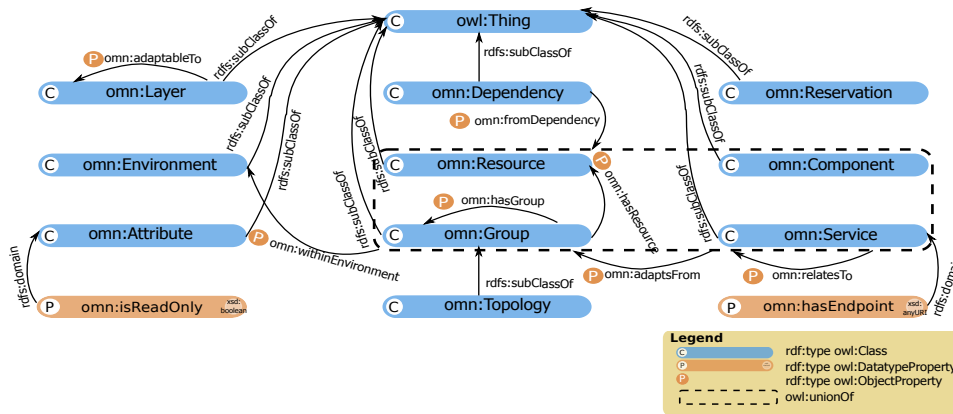 C owl:Thing
rdfs:subClassOf
rdfs:subClassOf
rdfs:subClassOf
P omn:adaptableTo
rdfs:subClassOf
C omn:Layer
C omn:Dependency
C omn:Reservation
P omn:fromDependency
rdfs:subClassOf
rdfs:subClassOf
rdfs:subClassOf
C omn:Environment
C omn:Resource
C omn:Component
P omn:hasResource
rdfs:subClassOf
rdfs:subClassOf
P omn:hasGroup
C omn:Attribute
C omn:Group
C omn:Service
P omn:withinEnvironment
P omn:adaptsFrom
P omn:relatesTo
rdfs:domain
rdfs:subClassOf
P omn:isReadOnly xsd:boolean
C omn:Topology
P omn:hasEndpoint xsd:anyURI
Legend
C rdf:type owl:Class
P rdf:type owl:DatatypeProperty
P rdf:type owl:ObjectProperty
owl:unionOf